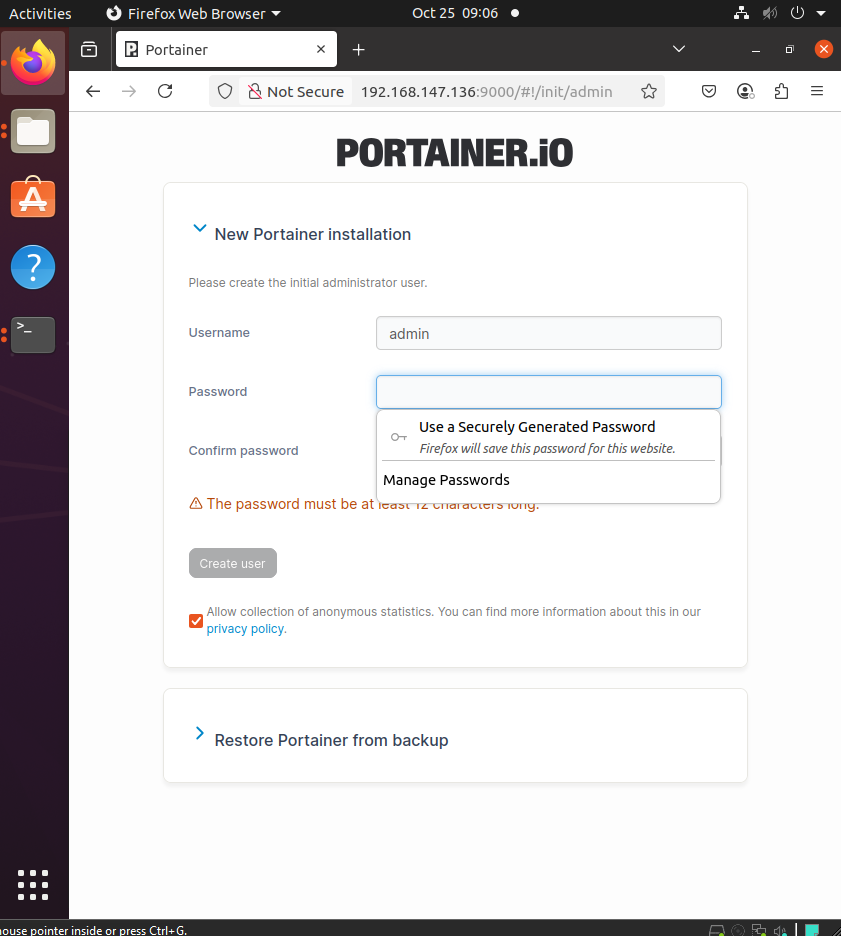 Activities Firefox Web Browser Oct 25 09:06
Portainer
Not Secure 192.168.147.136:9000/#!/init/admin
PORTAINER.iO
New Portainer installation
Please create the initial administrator user.
Username admin
Password
Use a Securely Generated Password
Firefox will save this password for this website.
Confirm password
Manage Passwords
The password must be at least 12 characters long.
Create user
Allow collection of anonymous statistics. You can find more information about this in our
privacy policy.
Restore Portainer from backup
mouse pointer inside or press Ctrl+G.